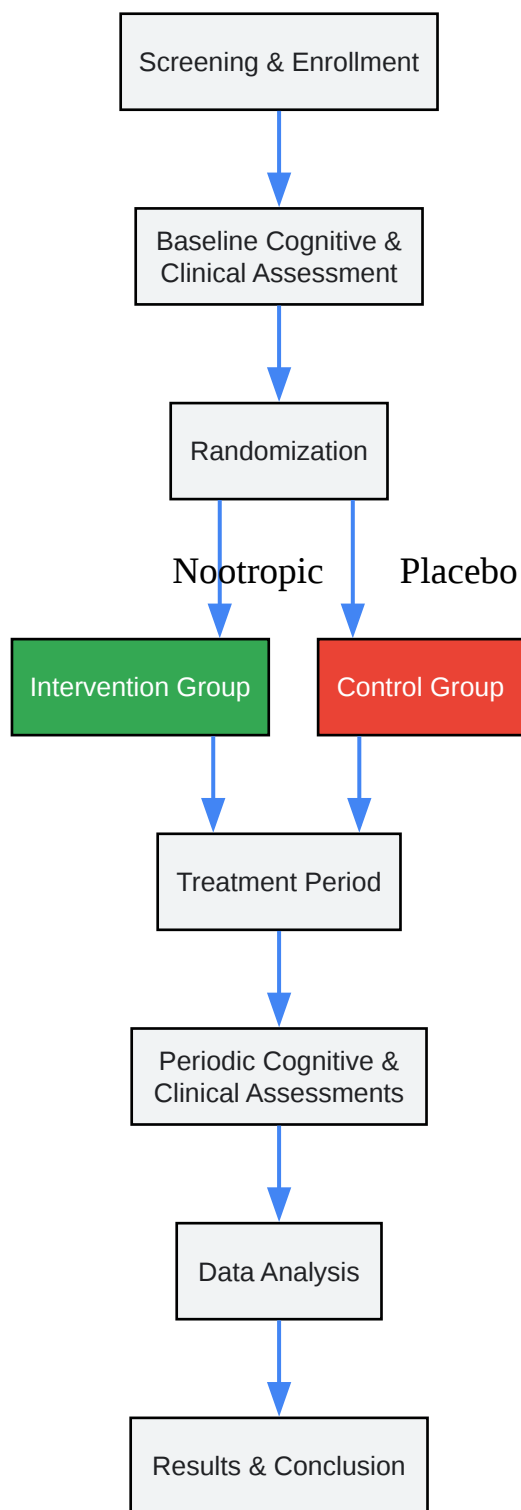 Screening & Enrollment
Baseline Cognitive &
Clinical Assessment
Randomization
Nootropic
Placebo
Intervention Group
Control Group
Treatment Period
Periodic Cognitive &
Clinical Assessments
Data Analysis
Results & Conclusion